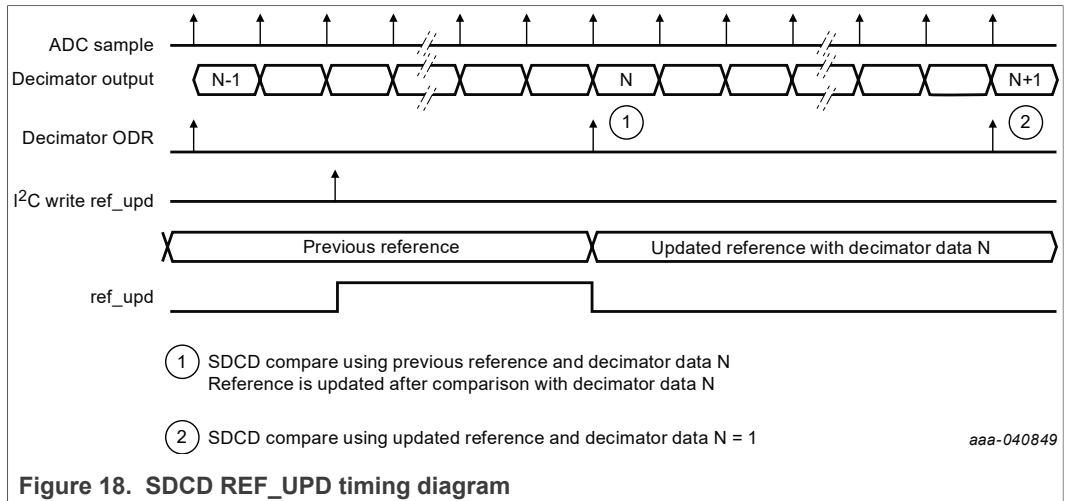 ADC sample
Decimator output
N-1
N
N+1
1
2
Decimator ODR
I2C write ref_upd
Previous reference
Updated reference with decimator data N
ref_upd
1 SDCD compare using previous reference and decimator data N
Reference is updated after comparison with decimator data N
2 SDCD compare using updated reference and decimator data N = 1
aaa-040849
Figure 18. SDCD REF_UPD timing diagram